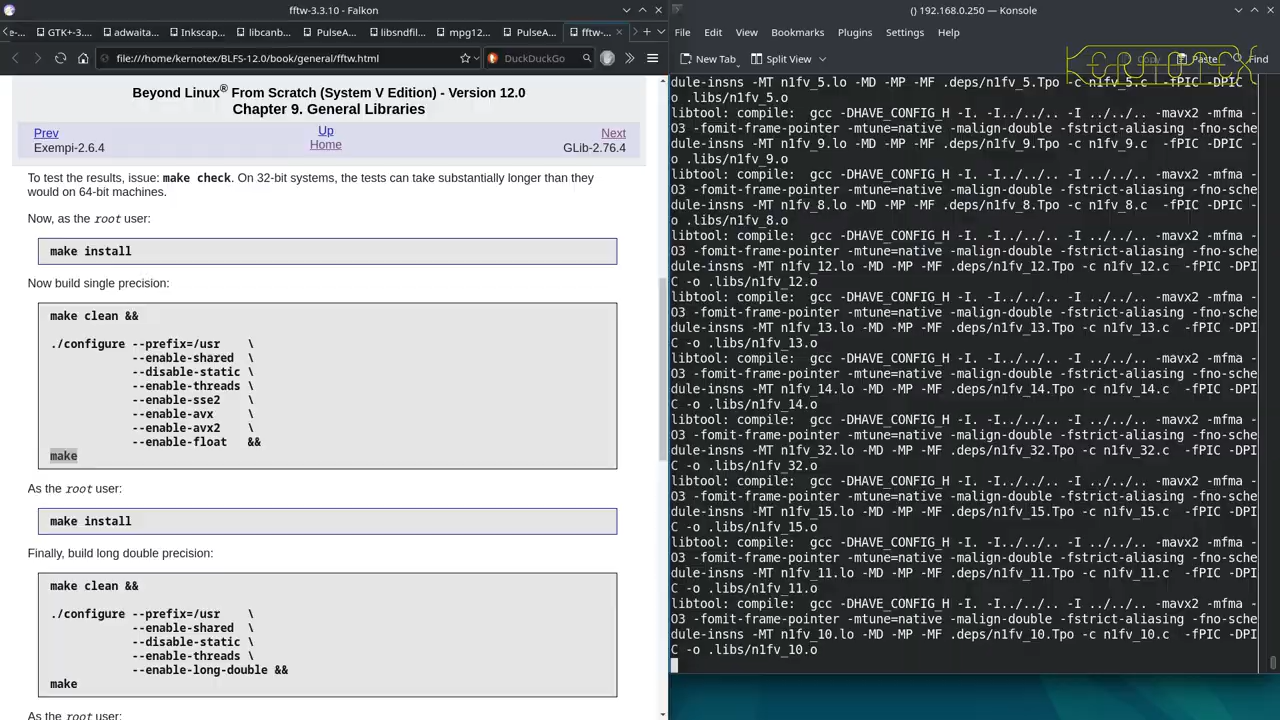 fftw-3.3.10 — Falkon
GTK+-3.... adwaita... Inkscap... libcanb... PulseA... libsndfil... mpg12... PulseA... fftw-...
file:///home/kernotex/BLFS-12.0/book/general/fftw.html DuckDuckGo
Beyond Linux® From Scratch (System V Edition) - Version 12.0
Chapter 9. General Libraries
Prev Up Next
Exempi-2.6.4 Home GLib-2.76.4
To test the results, issue: make check. On 32-bit systems, the tests can take substantially longer than they
would on 64-bit machines.
Now, as the root user:
make install
Now build single precision:
make clean &&
./configure --prefix=/usr \
--enable-shared \
--disable-static \
--enable-threads \
--enable-sse2 \
--enable-avx \
--enable-avx2 \
--enable-float &&
make
As the root user:
make install
Finally, build long double precision:
make clean &&
./configure --prefix=/usr \
--enable-shared \
--disable-static \
--enable-threads \
--enable-long-double &&
make
As the root user:
() 192.168.0.250 — Konsole
File Edit View Bookmarks Plugins Settings Help
New Tab Split View Copy Paste Find
KERNOTEX
dule-insns -MT n1fv_5.lo -MD -MP -MF .deps/n1fv_5.Tpo -c n1fv_5.c  -fPIC -DPIC -
o .libs/n1fv_5.o
libtool: compile:  gcc -DHAVE_CONFIG_H -I. -I../../.. -I ../../.. -mavx2 -mfma -
O3 -fomit-frame-pointer -mtune=native -malign-double -fstrict-aliasing -fno-sche
dule-insns -MT n1fv_9.lo -MD -MP -MF .deps/n1fv_9.Tpo -c n1fv_9.c  -fPIC -DPIC -
o .libs/n1fv_9.o
libtool: compile:  gcc -DHAVE_CONFIG_H -I. -I../../.. -I ../../.. -mavx2 -mfma -
O3 -fomit-frame-pointer -mtune=native -malign-double -fstrict-aliasing -fno-sche
dule-insns -MT n1fv_8.lo -MD -MP -MF .deps/n1fv_8.Tpo -c n1fv_8.c  -fPIC -DPIC -
o .libs/n1fv_8.o
libtool: compile:  gcc -DHAVE_CONFIG_H -I. -I../../.. -I ../../.. -mavx2 -mfma -
O3 -fomit-frame-pointer -mtune=native -malign-double -fstrict-aliasing -fno-sche
dule-insns -MT n1fv_12.lo -MD -MP -MF .deps/n1fv_12.Tpo -c n1fv_12.c  -fPIC -DPI
C -o .libs/n1fv_12.o
libtool: compile:  gcc -DHAVE_CONFIG_H -I. -I../../.. -I ../../.. -mavx2 -mfma -
O3 -fomit-frame-pointer -mtune=native -malign-double -fstrict-aliasing -fno-sche
dule-insns -MT n1fv_13.lo -MD -MP -MF .deps/n1fv_13.Tpo -c n1fv_13.c  -fPIC -DPI
C -o .libs/n1fv_13.o
libtool: compile:  gcc -DHAVE_CONFIG_H -I. -I../../.. -I ../../.. -mavx2 -mfma -
O3 -fomit-frame-pointer -mtune=native -malign-double -fstrict-aliasing -fno-sche
dule-insns -MT n1fv_14.lo -MD -MP -MF .deps/n1fv_14.Tpo -c n1fv_14.c  -fPIC -DPI
C -o .libs/n1fv_14.o
libtool: compile:  gcc -DHAVE_CONFIG_H -I. -I../../.. -I ../../.. -mavx2 -mfma -
O3 -fomit-frame-pointer -mtune=native -malign-double -fstrict-aliasing -fno-sche
dule-insns -MT n1fv_32.lo -MD -MP -MF .deps/n1fv_32.Tpo -c n1fv_32.c  -fPIC -DPI
C -o .libs/n1fv_32.o
libtool: compile:  gcc -DHAVE_CONFIG_H -I. -I../../.. -I ../../.. -mavx2 -mfma -
O3 -fomit-frame-pointer -mtune=native -malign-double -fstrict-aliasing -fno-sche
dule-insns -MT n1fv_15.lo -MD -MP -MF .deps/n1fv_15.Tpo -c n1fv_15.c  -fPIC -DPI
C -o .libs/n1fv_15.o
libtool: compile:  gcc -DHAVE_CONFIG_H -I. -I../../.. -I ../../.. -mavx2 -mfma -
O3 -fomit-frame-pointer -mtune=native -malign-double -fstrict-aliasing -fno-sche
dule-insns -MT n1fv_11.lo -MD -MP -MF .deps/n1fv_11.Tpo -c n1fv_11.c  -fPIC -DPI
C -o .libs/n1fv_11.o
libtool: compile:  gcc -DHAVE_CONFIG_H -I. -I../../.. -I ../../.. -mavx2 -mfma -
O3 -fomit-frame-pointer -mtune=native -malign-double -fstrict-aliasing -fno-sche
dule-insns -MT n1fv_10.lo -MD -MP -MF .deps/n1fv_10.Tpo -c n1fv_10.c  -fPIC -DPI
C -o .libs/n1fv_10.o